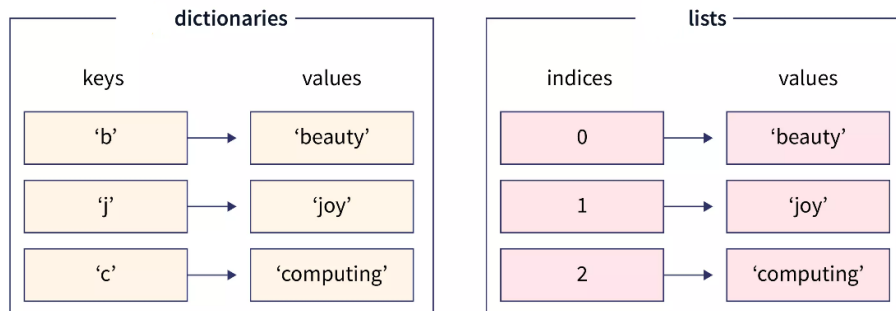 dictionaries
keys values
‘b’ ‘beauty’
‘j’ ‘joy’
‘c’ ‘computing’
lists
indices values
0 ‘beauty’
1 ‘joy’
2 ‘computing’